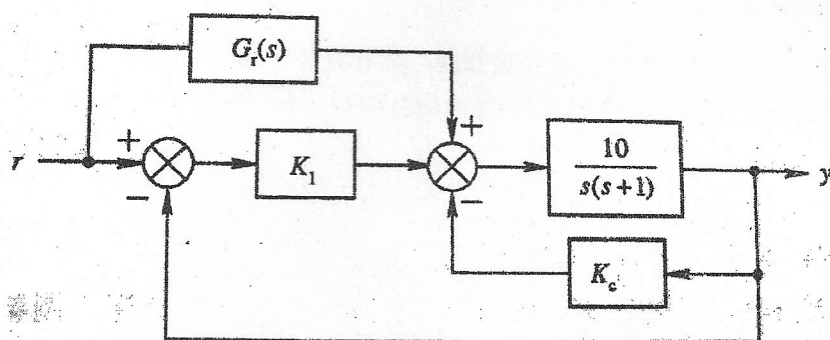 G_r(s)
+
+
r
K_1
10
s(s+1)
y
−
−
K_c